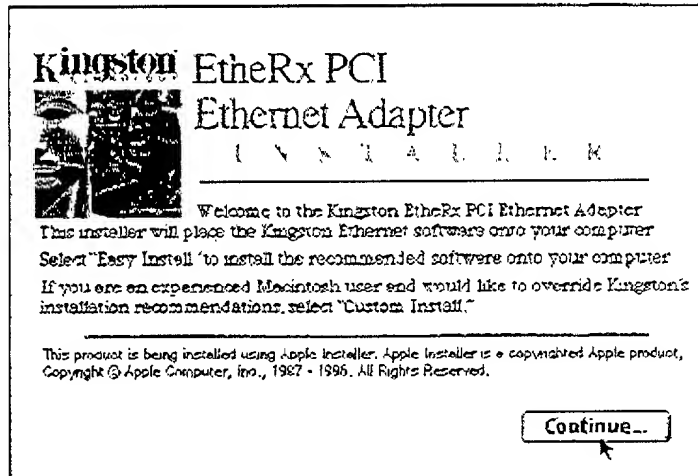 Kingston
EtheRx PCI
Ethernet Adapter
INSTALLER
Welcome to the Kingston EtheRx PCI Ethernet Adapter
This installer will place the Kingston Ethernet software onto your computer
Select "Easy Install" to install the recommended software onto your computer
If you are an experienced Macintosh user and would like to override Kingston's
installation recommendations, select "Custom Install."
This product is being installed using Apple Installer. Apple Installer is a copyrighted Apple product,
Copyright © Apple Computer, Inc., 1987 - 1996. All Rights Reserved.
Continue...